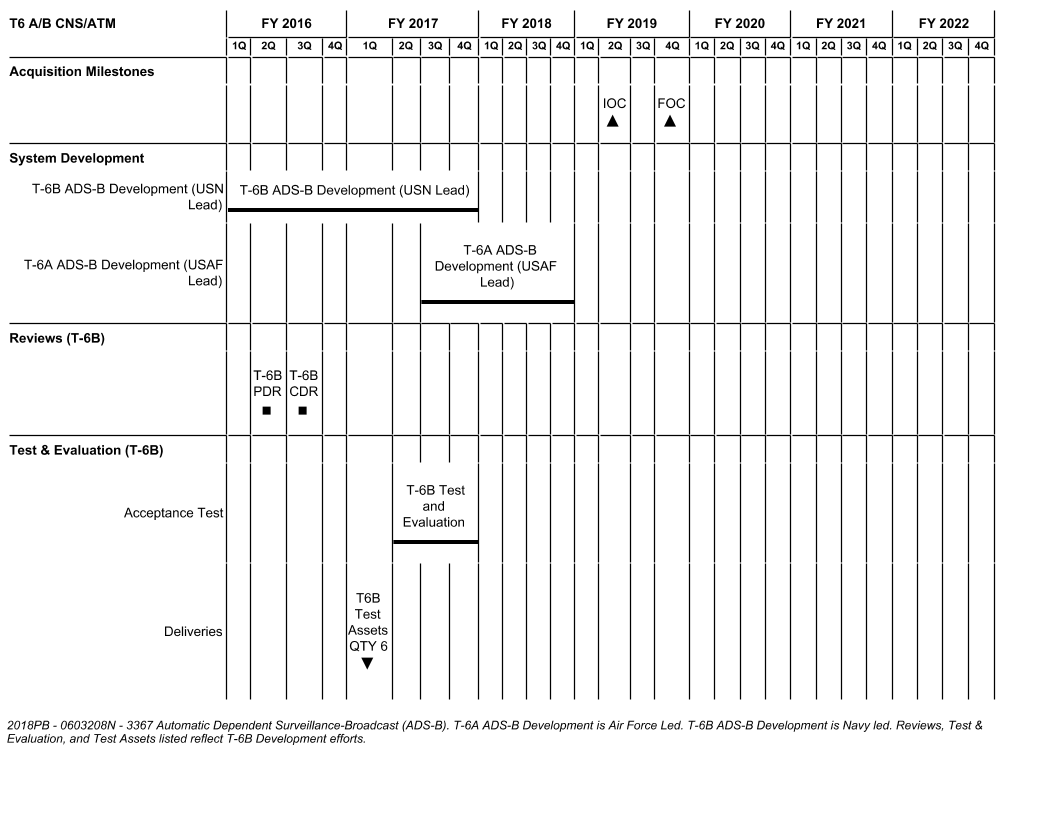 T6 A/B CNS/ATM FY 2016 FY 2017 FY 2018 FY 2019 FY 2020 FY 2021 FY 2022
1Q 2Q 3Q 4Q 1Q 2Q 3Q 4Q 1Q 2Q 3Q 4Q 1Q 2Q 3Q 4Q 1Q 2Q 3Q 4Q 1Q 2Q 3Q 4Q 1Q 2Q 3Q 4Q
Acquisition Milestones
IOC FOC
System Development
T-6B ADS-B Development (USN
Lead)
T-6B ADS-B Development (USN Lead)
T-6A ADS-B Development (USAF
Lead)
T-6A ADS-B
Development (USAF
Lead)
Reviews (T-6B)
T-6B
PDR
T-6B
CDR
Test & Evaluation (T-6B)
Acceptance Test
T-6B Test
and
Evaluation
Deliveries
T6B
Test
Assets
QTY 6
2018PB - 0603208N - 3367 Automatic Dependent Surveillance-Broadcast (ADS-B). T-6A ADS-B Development is Air Force Led. T-6B ADS-B Development is Navy led. Reviews, Test &
Evaluation, and Test Assets listed reflect T-6B Development efforts.